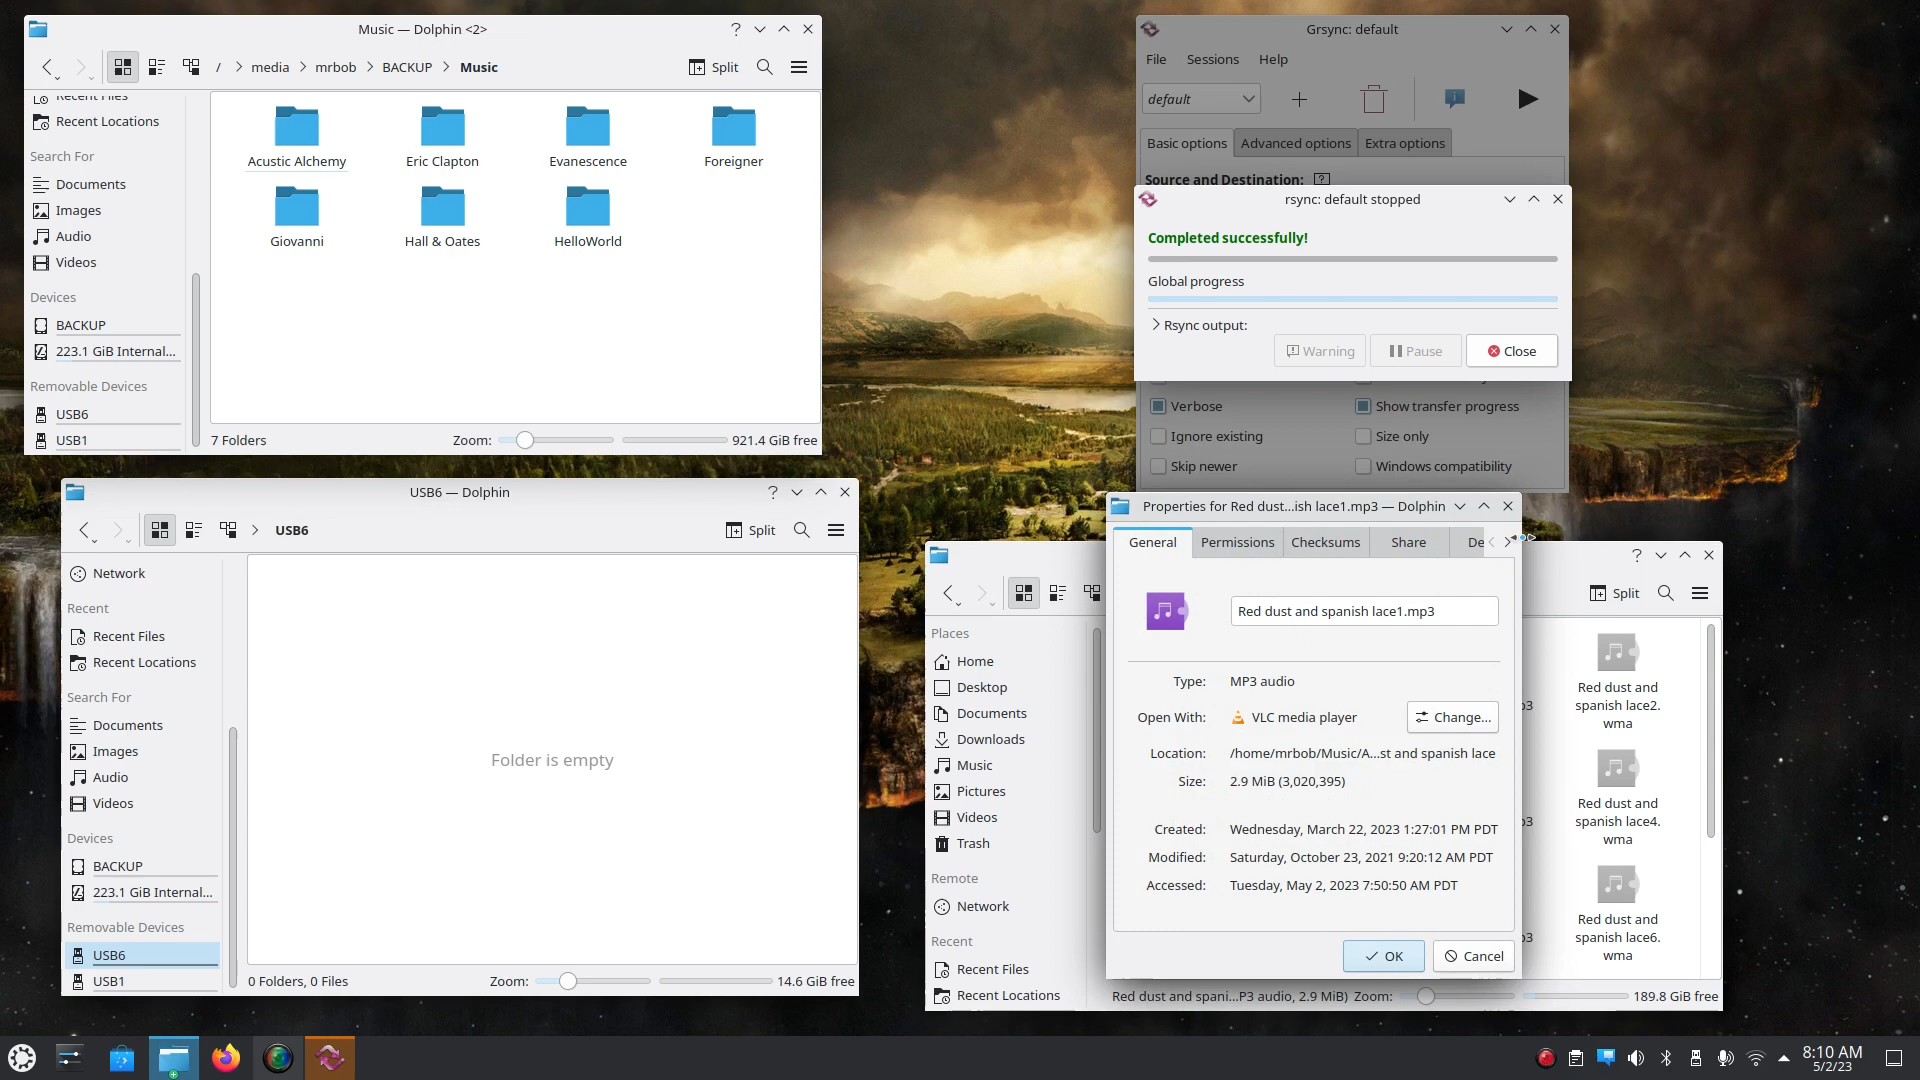 Music — Dolphin <2>
/ > media > mrbob > BACKUP > Music
Split
Recent Files
Recent Locations
Search For
Documents
Images
Audio
Videos
Devices
BACKUP
223.1 GiB Internal...
Removable Devices
USB6
USB1
Acustic Alchemy
Eric Clapton
Evanescence
Foreigner
Giovanni
Hall & Oates
HelloWorld
7 Folders
Zoom:
921.4 GiB free
Grsync: default
File Sessions Help
default
Basic options
Advanced options
Extra options
Source and Destination: ?
rsync: default stopped
Completed successfully!
Global progress
Rsync output:
Warning
Pause
Close
Verbose
Show transfer progress
Ignore existing
Size only
Skip newer
Windows compatibility
USB6 — Dolphin
> USB6
Split
Network
Recent
Recent Files
Recent Locations
Search For
Documents
Images
Audio
Videos
Devices
BACKUP
223.1 GiB Internal...
Removable Devices
USB6
USB1
Folder is empty
0 Folders, 0 Files
Zoom:
14.6 GiB free
Split
Places
Home
Desktop
Documents
Downloads
Music
Pictures
Videos
Trash
Remote
Network
Recent
Recent Files
Recent Locations
Properties for Red dust...ish lace1.mp3 — Dolphin
General
Permissions
Checksums
Share
De
Red dust and spanish lace1.mp3
Type: MP3 audio
Open With: VLC media player
Change...
Location: /home/mrbob/Music/A...st and spanish lace
Size: 2.9 MiB (3,020,395)
Created: Wednesday, March 22, 2023 1:27:01 PM PDT
Modified: Saturday, October 23, 2021 9:20:12 AM PDT
Accessed: Tuesday, May 2, 2023 7:50:50 AM PDT
OK
Cancel
Red dust and
spanish lace2.
wma
Red dust and
spanish lace4.
wma
Red dust and
spanish lace6.
wma
Red dust and spani...P3 audio, 2.9 MiB)
Zoom:
189.8 GiB free
8:10 AM
5/2/23